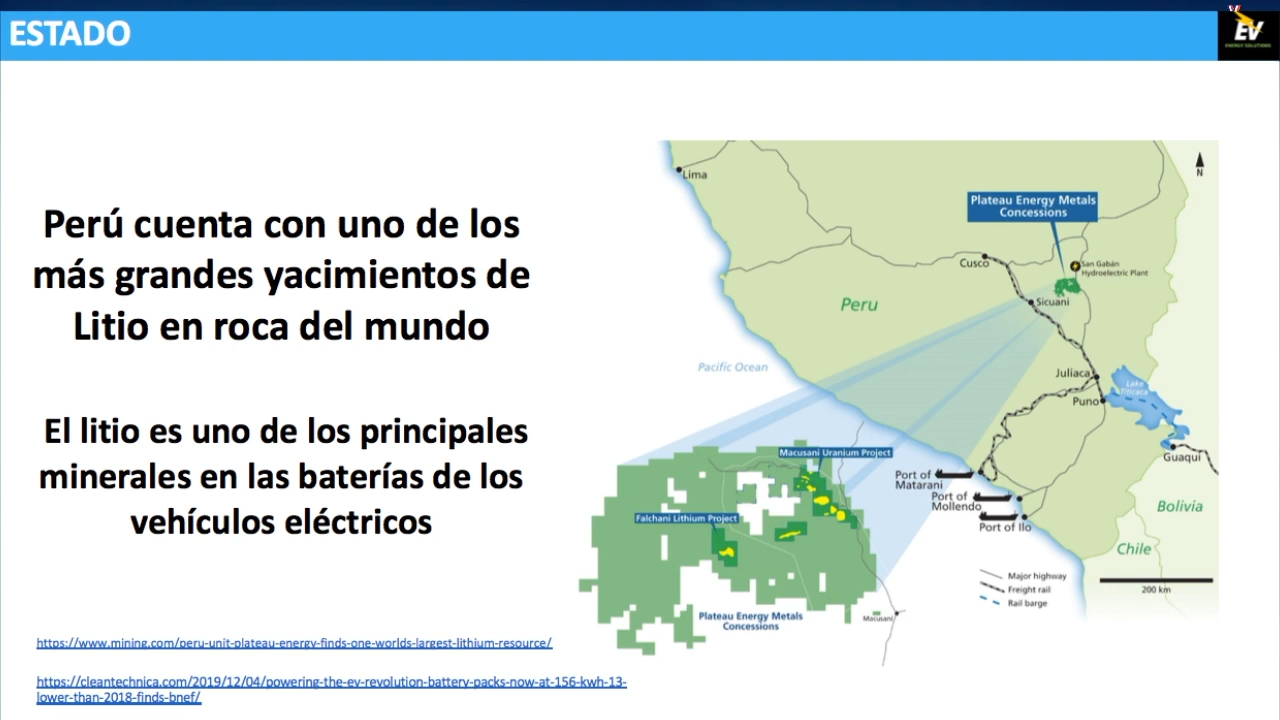 ESTADO
EV
ENERGY SOLUTIONS
Perú cuenta con uno de los
más grandes yacimientos de
Litio en roca del mundo
El litio es uno de los principales
minerales en las baterías de los
vehículos eléctricos
https://www.mining.com/peru-unit-plateau-energy-finds-one-worlds-largest-lithium-resource/
https://cleantechnica.com/2019/12/04/powering-the-ev-revolution-battery-packs-now-at-156-kwh-13-
lower-than-2018-finds-bnef/
Lima
N
Plateau Energy Metals
Concessions
Cusco
San Gabán
Hydroelectric Plant
Sicuani
Peru
Pacific Ocean
Juliaca
Lake
Titicaca
Puno
Guaqui
Macusani Uranium Project
Port of
Matarani
Port of
Mollendo
Port of Ilo
Bolivia
Falchani Lithium Project
Chile
Major highway
Freight rail
Rail barge
200 km
Plateau Energy Metals
Concessions
Macusani